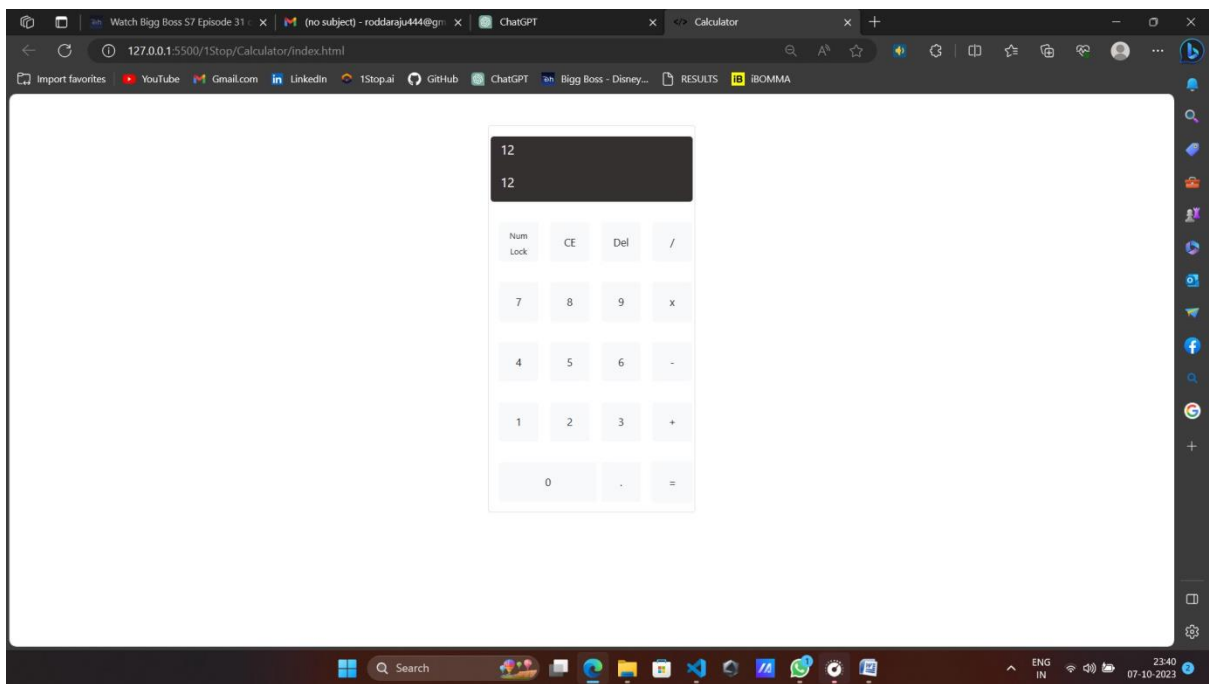 Watch Bigg Boss S7 Episode 31
(no subject) - roddaraju444@gm
ChatGPT
Calculator
127.0.0.1:5500/1Stop/Calculator/index.html
Import favorites
YouTube
Gmail.com
LinkedIn
1Stop.ai
GitHub
ChatGPT
Bigg Boss - Disney...
RESULTS
IB iBOMMA
12
12
Num
Lock
CE Del /
7 8 9 x
4 5 6 -
1 2 3 +
0 . =
Search
ENG
IN
23:40
07-10-2023
2